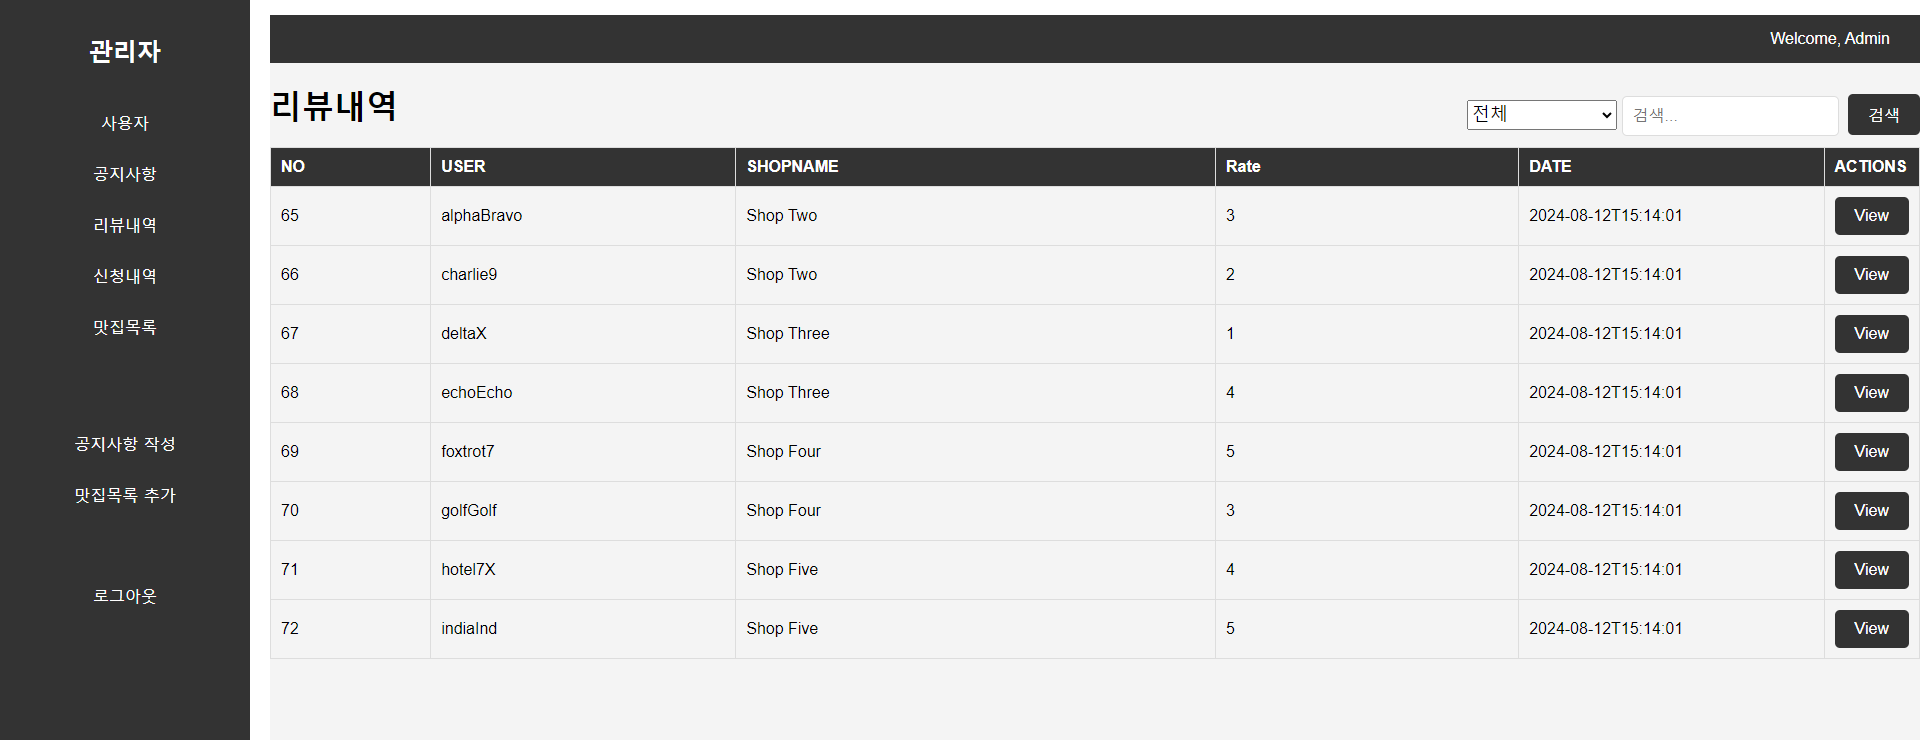 관리자
사용자
공지사항
리뷰내역
신청내역
맛집목록
공지사항 작성
맛집목록 추가
로그아웃
Welcome, Admin
리뷰내역
전체 검색... 검색
NO USER SHOPNAME Rate DATE ACTIONS
65 alphaBravo Shop Two 3 2024-08-12T15:14:01 View
66 charlie9 Shop Two 2 2024-08-12T15:14:01 View
67 deltaX Shop Three 1 2024-08-12T15:14:01 View
68 echoEcho Shop Three 4 2024-08-12T15:14:01 View
69 foxtrot7 Shop Four 5 2024-08-12T15:14:01 View
70 golfGolf Shop Four 3 2024-08-12T15:14:01 View
71 hotel7X Shop Five 4 2024-08-12T15:14:01 View
72 indiaInd Shop Five 5 2024-08-12T15:14:01 View